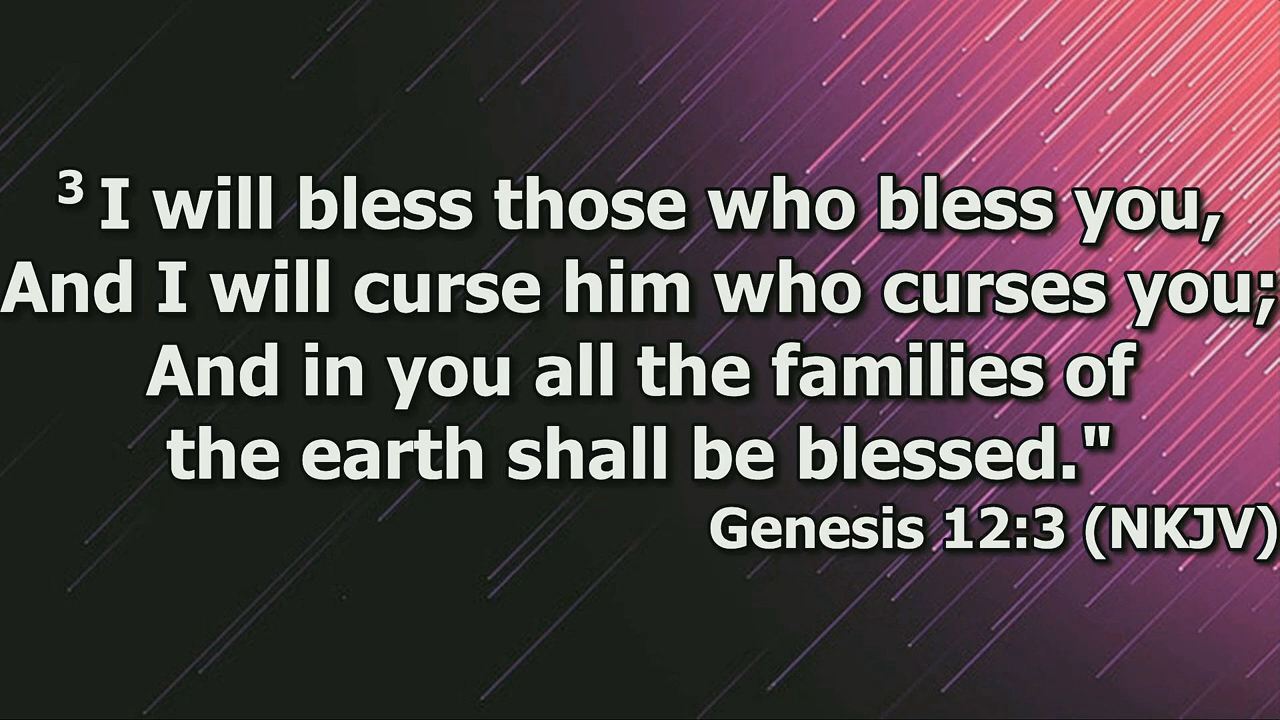 3 I will bless those who bless you,
And I will curse him who curses you;
And in you all the families of
the earth shall be blessed."
Genesis 12:3 (NKJV)